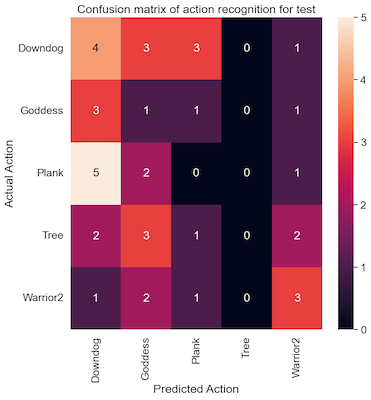 Confusion matrix of action recognition for test
Downdog 4 3 3 0 1
Goddess 3 1 1 0 1
Plank 5 2 0 0 1
Tree 2 3 1 0 2
Warrior2 1 2 1 0 3
Downdog Goddess Plank Tree Warrior2
Predicted Action
Actual Action
5
4
3
2
1
0